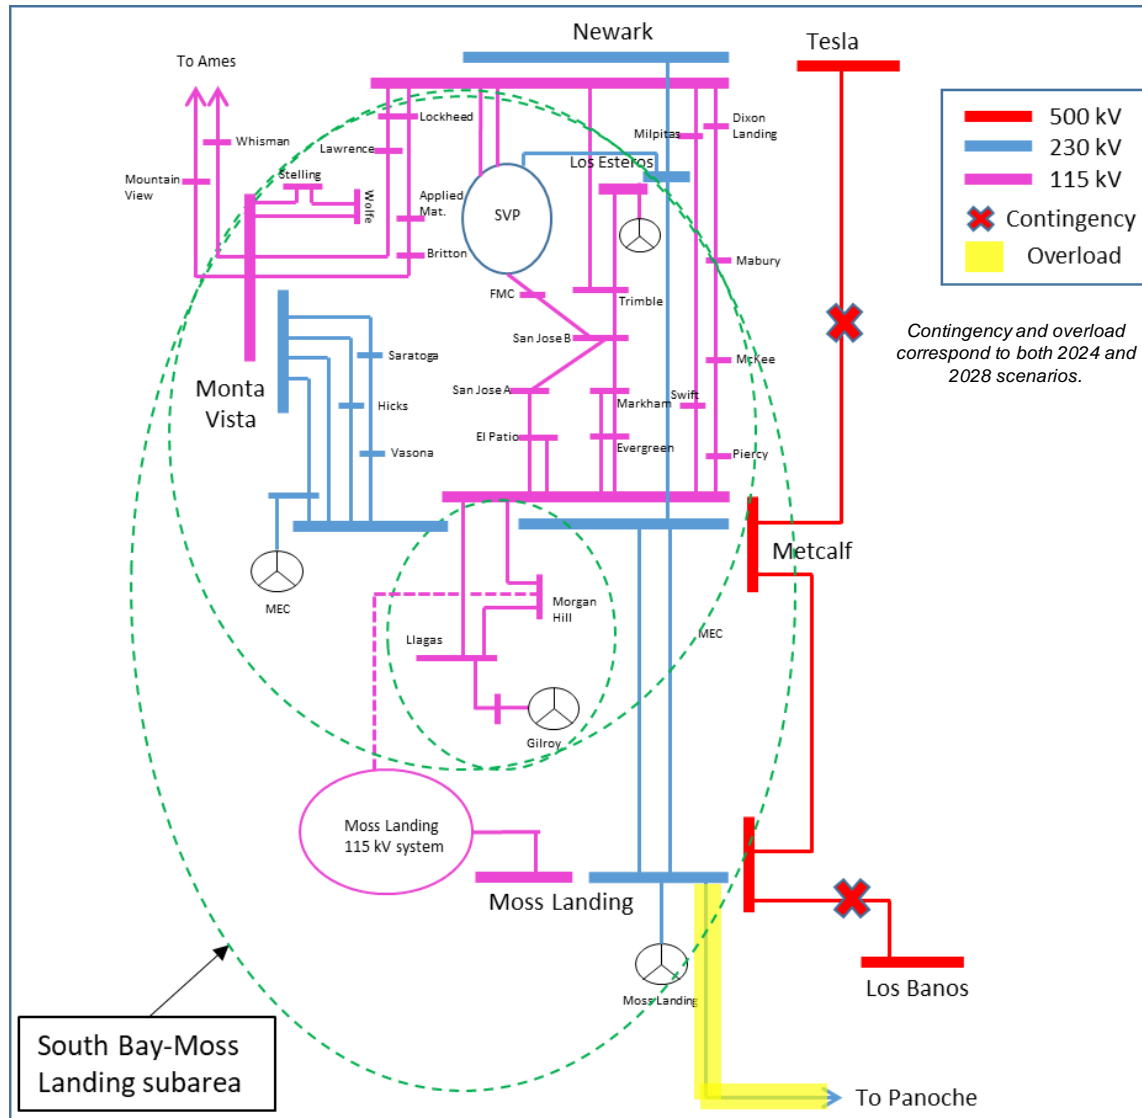 Newark
Tesla
To Ames
Lockheed
Whisman
Lawrence
Milpitas
Dixon
Landing
500 kV
230 kV
115 kV
Contingency
Overload
Mountain
View
Stelling
Wolfe
Applied
Mat.
SVP
Los Esteros
Britton
Mabury
FMC
Trimble
San Jose B
Contingency and overload
correspond to both 2024 and
2028 scenarios.
Saratoga
McKee
Monta
Vista
San Jose A
Markham
Swift
Hicks
El Patio
Evergreen
Vasona
Piercy
Metcalf
MEC
Morgan
Hill
MEC
Llagas
Gilroy
Moss Landing
115 kV system
Moss Landing
Moss Landing
Los Banos
South Bay-Moss
Landing subarea
To Panoche